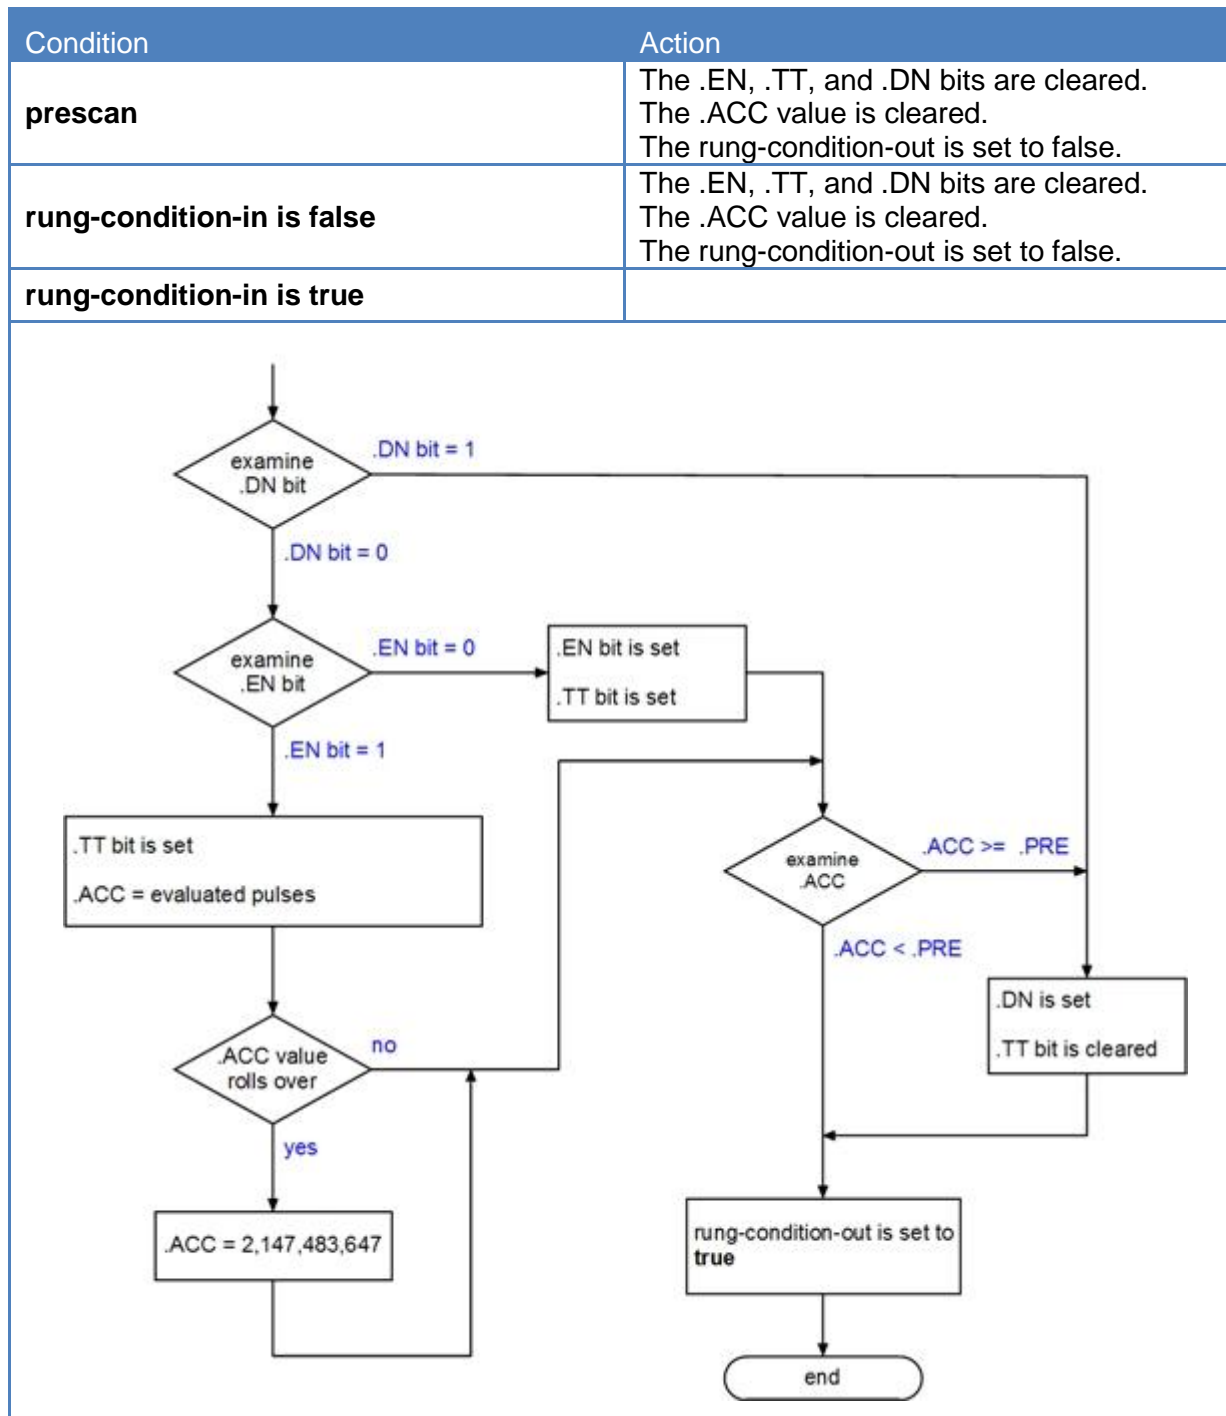 Condition
Action
prescan
The .EN, .TT, and .DN bits are cleared.
The .ACC value is cleared.
The rung-condition-out is set to false.
rung-condition-in is false
The .EN, .TT, and .DN bits are cleared.
The .ACC value is cleared.
The rung-condition-out is set to false.
rung-condition-in is true
examine
.DN bit
.DN bit = 1
.DN bit = 0
examine
.EN bit
.EN bit = 0
.EN bit is set
.TT bit is set
.EN bit = 1
.TT bit is set
.ACC = evaluated pulses
examine
.ACC
.ACC >= .PRE
.ACC < .PRE
.DN is set
.TT bit is cleared
.ACC value
rolls over
no
yes
.ACC = 2,147,483,647
rung-condition-out is set to
true
end